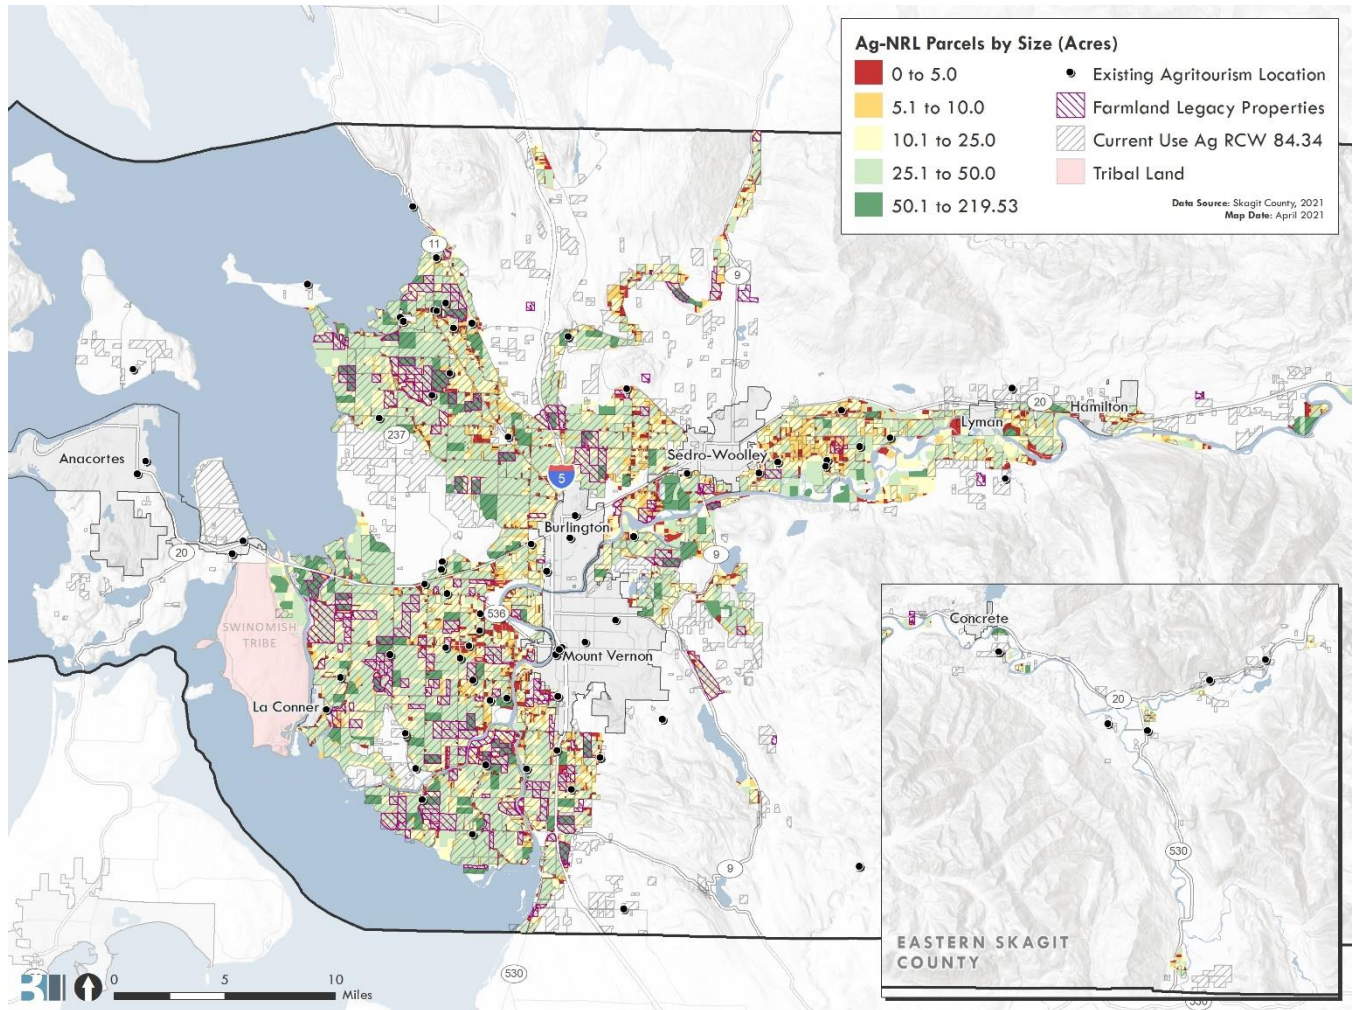 Ag-NRL Parcels by Size (Acres)
0 to 5.0
5.1 to 10.0
10.1 to 25.0
25.1 to 50.0
50.1 to 219.53
Existing Agritourism Location
Farmland Legacy Properties
Current Use Ag RCW 84.34
Tribal Land
Data Source: Skagit County, 2021
Map Date: April 2021
11
9
237
20
Hamilton
Lyman
Anacortes
Sedro-Woolley
5
Burlington
20
9
536
SWINOMISH
TRIBE
Mount Vernon
La Conner
9
530
Concrete
20
530
EASTERN SKAGIT
COUNTY
530
0
5
10
Miles